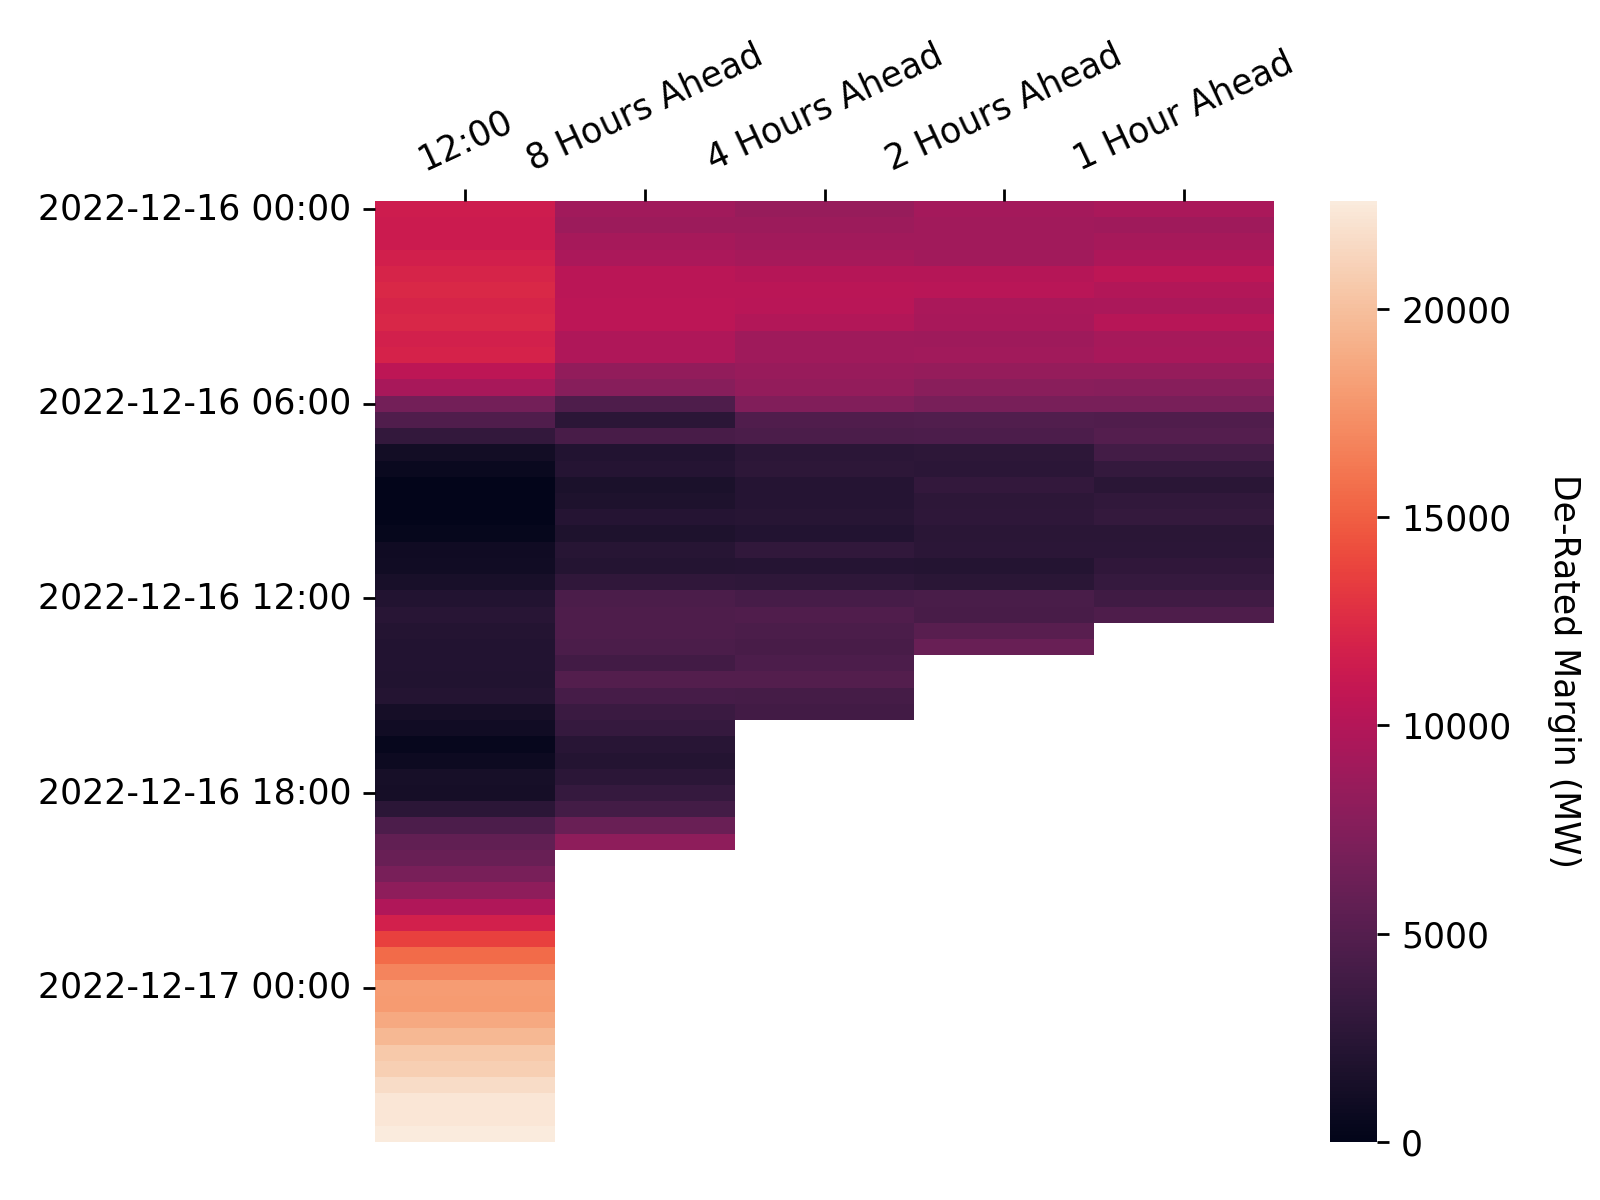 12:00
8 Hours Ahead
4 Hours Ahead
2 Hours Ahead
1 Hour Ahead
2022-12-16 00:00
2022-12-16 06:00
2022-12-16 12:00
2022-12-16 18:00
2022-12-17 00:00
20000
15000
10000
5000
0
De-Rated Margin (MW)